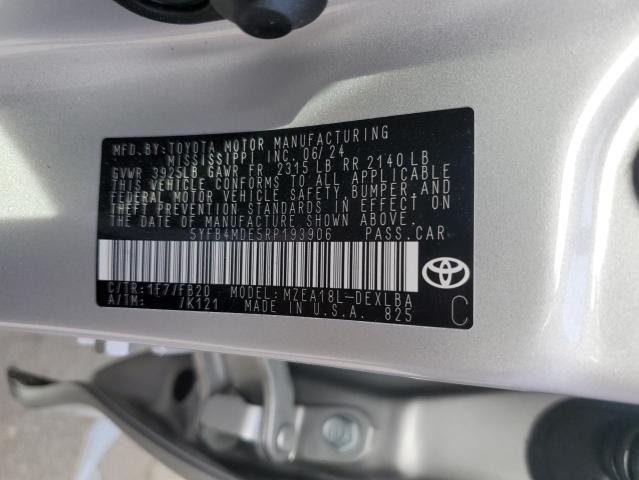 MFD.BY:TOYOTA MOTOR MANUFACTURING
MISSISSIPPI INC. 06/24
GVWR 3925LB GAWR FR 2315 LB RR 2140 LB
THIS VEHICLE CONFORMS TO ALL APPLICABLE
FEDERAL MOTOR VEHICLE SAFETY, BUMPER AND
THEFT PREVENTION STANDARDS IN EFFECT ON
THE DATE OF MANUFACTURE SHOWN ABOVE.
5YFB4MDE5RP193906 PASS.CAR
C/TR:1F7/FB20 MODEL:MZEA18L-DEXLBA
A/TM: /K121 MADE IN U.S.A. 825
C